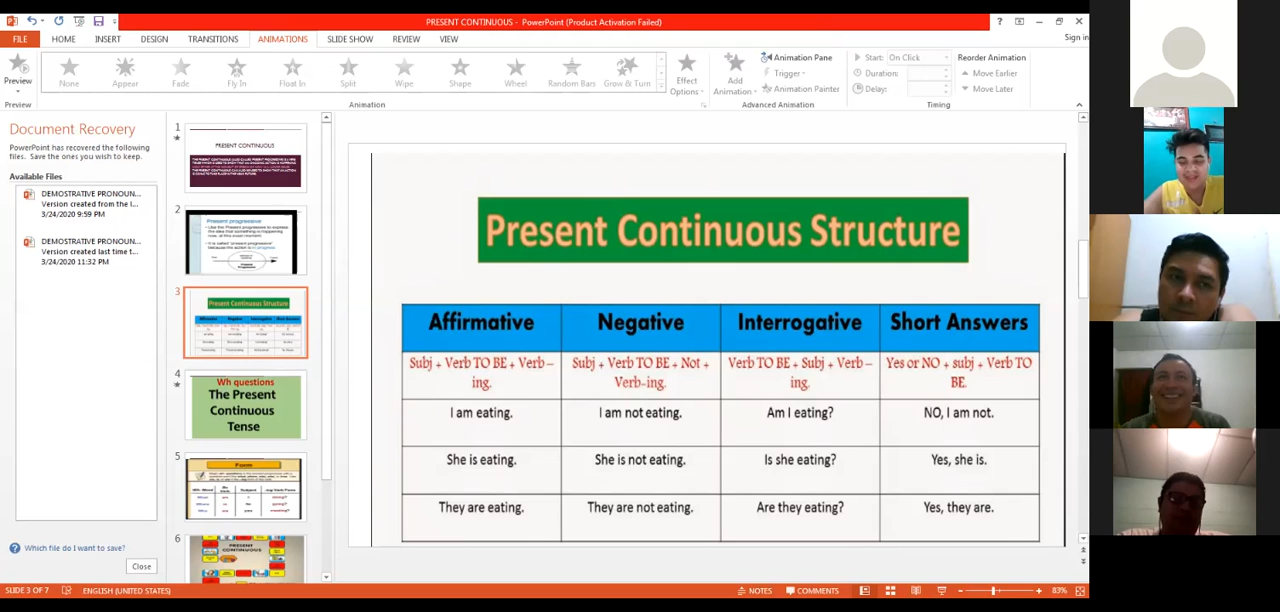 PRESENT CONTINUOUS - PowerPoint (Product Activation Failed)
FILE HOME INSERT DESIGN TRANSITIONS ANIMATIONS SLIDE SHOW REVIEW VIEW Sign in
Preview None Appear Fade Fly In Float In Split Wipe Shape Wheel Random Bars Grow & Turn
Effect Options
Add Animation
Animation Pane
Trigger
Animation Painter
Start: On Click
Duration:
Delay:
Reorder Animation
Move Earlier
Move Later
Preview Animation Advanced Animation Timing
Document Recovery
PowerPoint has recovered the following
files. Save the ones you wish to keep.
Available Files
DEMOSTRATIVE PRONOUN...
Version created from the l...
3/24/2020 9:59 PM
DEMOSTRATIVE PRONOUN...
Version created last time t...
3/24/2020 11:32 PM
Which file do I want to save?
Close
1
PRESENT CONTINUOUS
2
Present progressive
3
Present Continuous Structure
4
Wh questions
The Present
Continuous
Tense
5
Form
6
PRESENT
CONTINUOUS
Present Continuous Structure
Affirmative Negative Interrogative Short Answers
Subj + Verb TO BE + Verb –
ing.
Subj + Verb TO BE + Not +
Verb-ing.
Verb TO BE + Subj + Verb –
ing.
Yes or NO + subj + Verb TO
BE.
I am eating. I am not eating. Am I eating? NO, I am not.
She is eating. She is not eating. Is she eating? Yes, she is.
They are eating. They are not eating. Are they eating? Yes, they are.
SLIDE 3 OF 7 ENGLISH (UNITED STATES) NOTES COMMENTS 83%